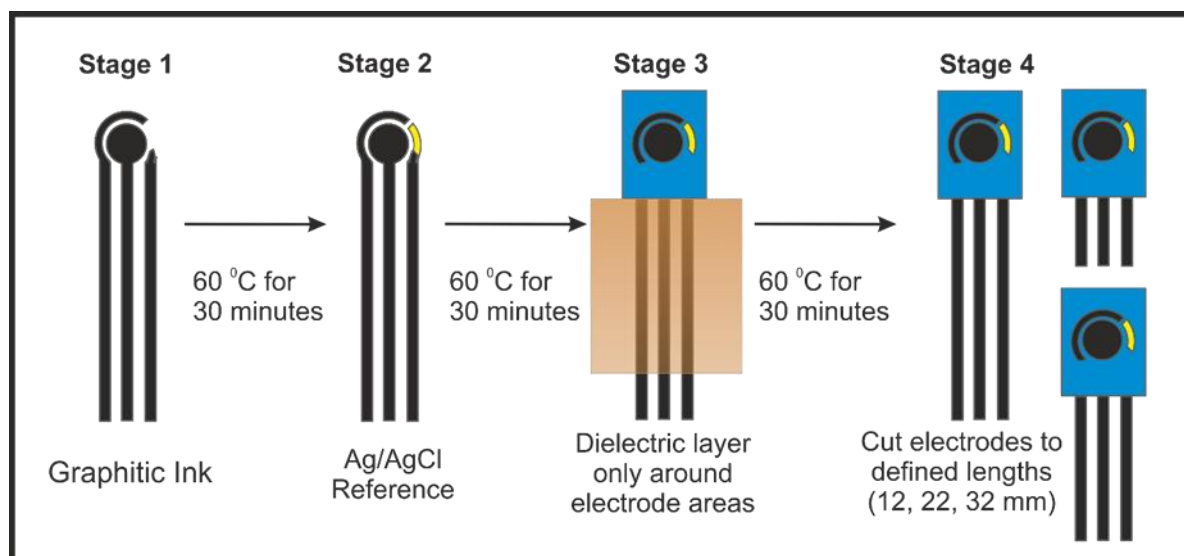 Stage 1
Stage 2
Stage 3
Stage 4
60 ⁰C for
30 minutes
60 ⁰C for
30 minutes
60 ⁰C for
30 minutes
Graphitic Ink
Ag/AgCl
Reference
Dielectric layer
only around
electrode areas
Cut electrodes to
defined lengths
(12, 22, 32 mm)